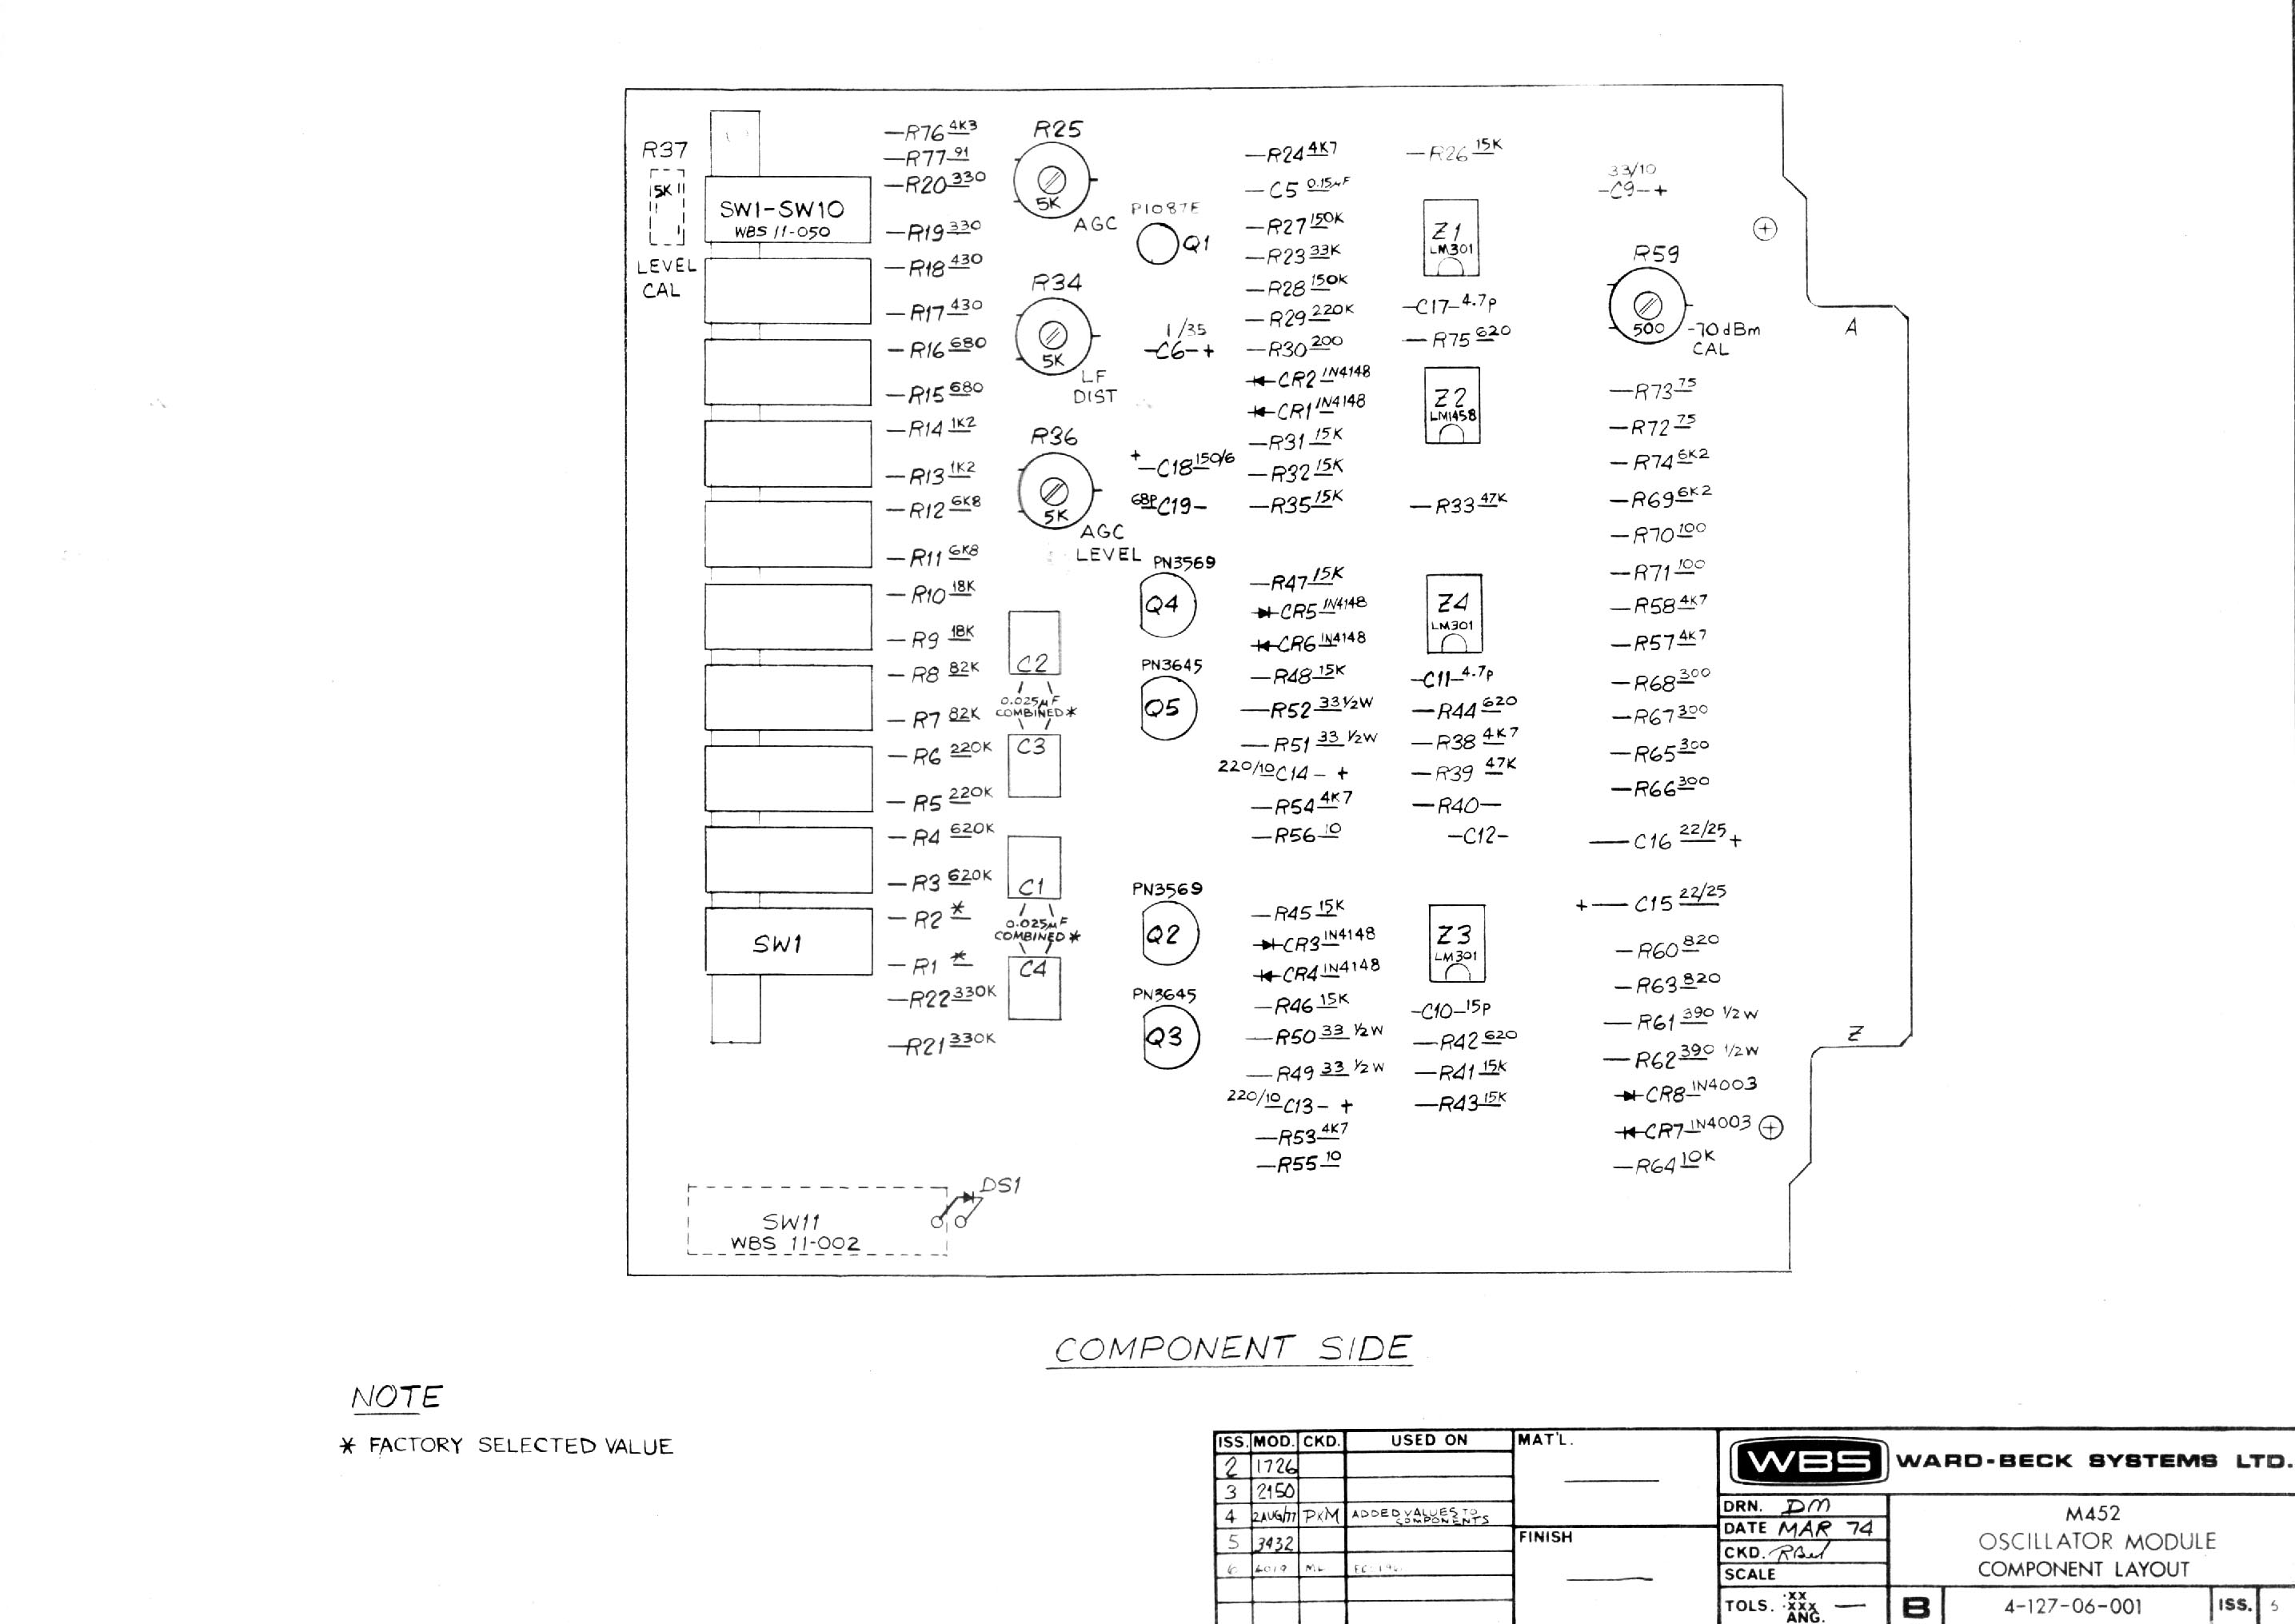 R37
5K
LEVEL
CAL
SW1-SW10
WBS 11-050
SW1
R76 4K3
R77 91
R20 330
R19 330
R18 430
R17 430
R16 680
R15 680
R14 1K2
R13 1K2
R12 6K8
R11 6K8
R10 18K
R9 18K
R8 82K
R7 82K
R6 220K
R5 220K
R4 620K
R3 620K
R2 *
R1 *
R22 330K
R21 330K
R25
5K
AGC
R34
5K
LF
DIST
R36
5K
AGC
LEVEL
C2
0.025µF
COMBINED *
C3
C1
0.025µF
COMBINED *
C4
P1087E
Q1
1/35
-C6-+
+
-C18 150/6
68P C19-
PN3569
Q4
PN3645
Q5
PN3569
Q2
PN3645
Q3
R24 4K7
C5 0.15µF
R27 150K
R23 33K
R28 150K
R29 220K
R30 200
CR2 1N4148
CR1 1N4148
R31 15K
R32 15K
R35 15K
R47 15K
CR5 1N4148
CR6 1N4148
R48 15K
R52 33 1/2W
R51 33 1/2W
220/10 C14 - +
R54 4K7
R56 10
R45 15K
CR3 1N4148
CR4 1N4148
R46 15K
R50 33 1/2W
R49 33 1/2W
220/10 C13 - +
R53 4K7
R55 10
R26 15K
Z1
LM301
C17 4.7p
R75 620
Z2
LM1458
R33 47K
Z4
LM301
C11 4.7p
R44 620
R38 4K7
R39 47K
R40
-C12-
Z3
LM301
C10 15p
R42 620
R41 15K
R43 15K
33/10
-C9-+
R59
500
-70dBm
CAL
R73 75
R72 75
R74 6K2
R69 6K2
R70 100
R71 100
R58 4K7
R57 4K7
R68 300
R67 300
R65 300
R66 300
C16 22/25 +
+ C15 22/25
R60 820
R63 820
R61 390 1/2W
R62 390 1/2W
CR8 1N4003
CR7 1N4003
R64 10K
A
Z
DS1
SW11
WBS 11-002
COMPONENT SIDE
NOTE
* FACTORY SELECTED VALUE
ISS. MOD. CKD. USED ON
2 1726
3 2150
4 2AUG/77 PKM ADDED VALUES TO COMPONENTS
5 3932
6 ML
MAT'L.
FINISH
WBS WARD-BECK SYSTEMS LTD.
DRN. DM
DATE MAR 74
CKD.
SCALE
TOLS. .XX
.XXX
ANG.
M452
OSCILLATOR MODULE
COMPONENT LAYOUT
B 4-127-06-001 ISS.